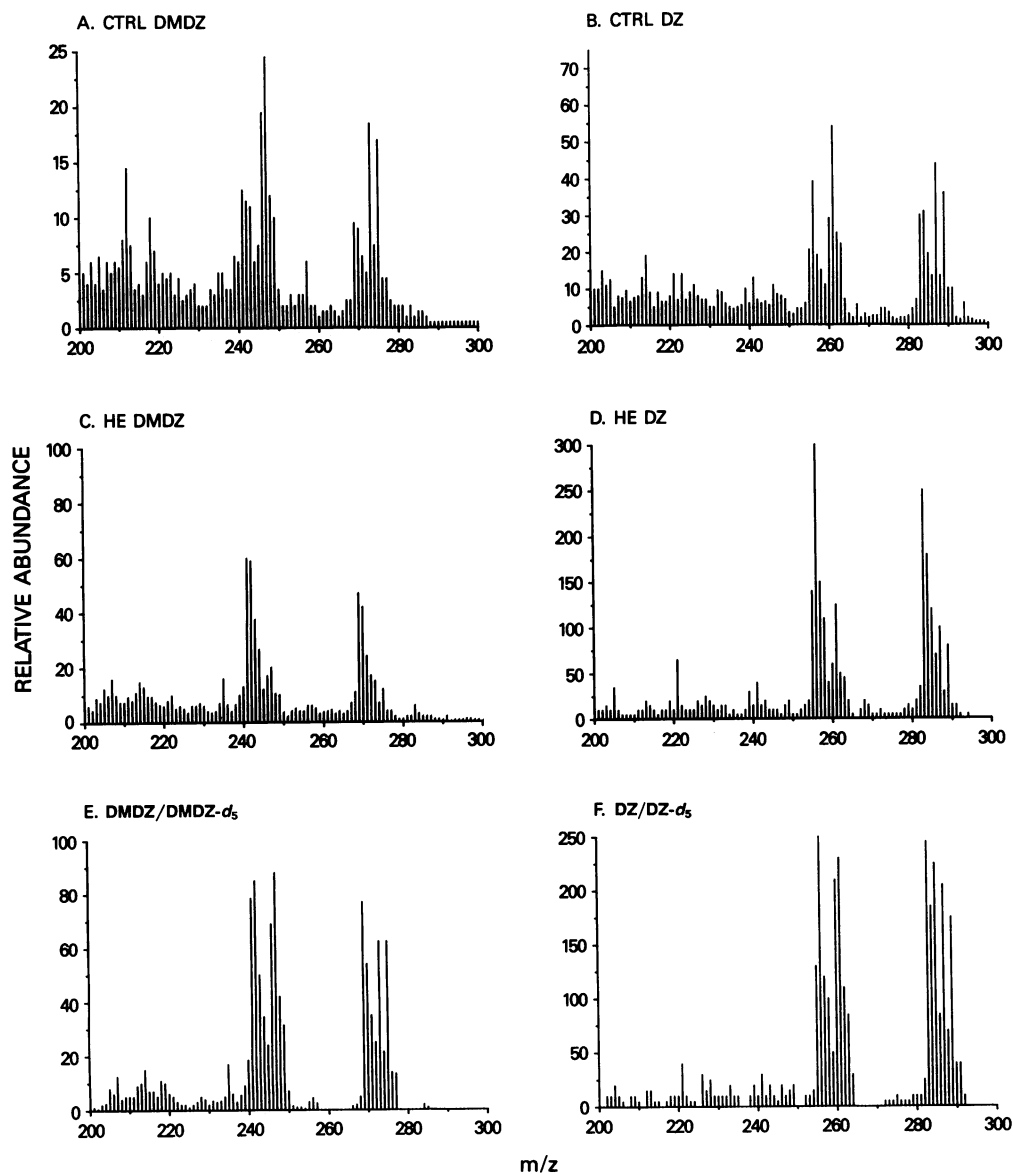 A. CTRL DMDZ
25
20
15
10
5
0
200 220 240 260 280 300
B. CTRL DZ
70
60
50
40
30
20
10
0
200 220 240 260 280 300
C. HE DMDZ
100
80
60
40
20
0
200 220 240 260 280 300
D. HE DZ
300
250
200
150
100
50
0
200 220 240 260 280 300
RELATIVE ABUNDANCE
E. DMDZ/DMDZ-d₅
100
80
60
40
20
0
200 220 240 260 280 300
F. DZ/DZ-d₅
250
200
150
100
50
0
200 220 240 260 280 300
m/z